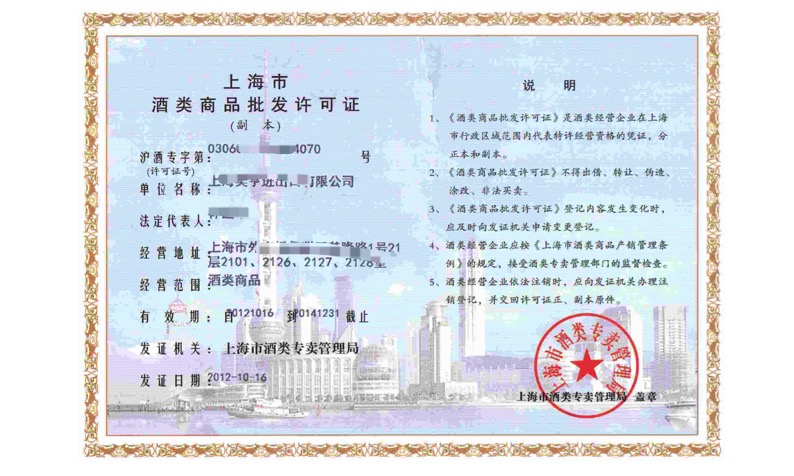 上海市
酒类商品批发许可证
(副 本)
沪酒专字第: 0306 4070 号
(许可证号)
单位名称: 上海 进出口有限公司
法定代表人:
经营地址: 上海市外 路1号21
层2101、2126、2127、2128室
经营范围: 酒类商品
有 效 期: 自20121016 到 20141231 截止
发证机关: 上海市酒类专卖管理局
发证日期: 2012-10-16
说 明
1、《酒类商品批发许可证》是酒类经营企业在上海
市行政区域范围内代表特许经营资格的凭证,分
正本和副本。
2、《酒类商品批发许可证》不得出借、转让、伪造、
涂改、非法买卖。
3、《酒类商品批发许可证》登记内容发生变化时,
应及时向发证机关申请变更登记。
4、酒类经营企业应按《上海市酒类商品产销管理条
例》的规定,接受酒类专卖管理部门的监督检查。
5、酒类经营企业依法注销时,应向发证机关办理注
销登记,并交回许可证正、副本原件。
上海市酒类专卖管理局
上海市酒类专卖管理局 盖章